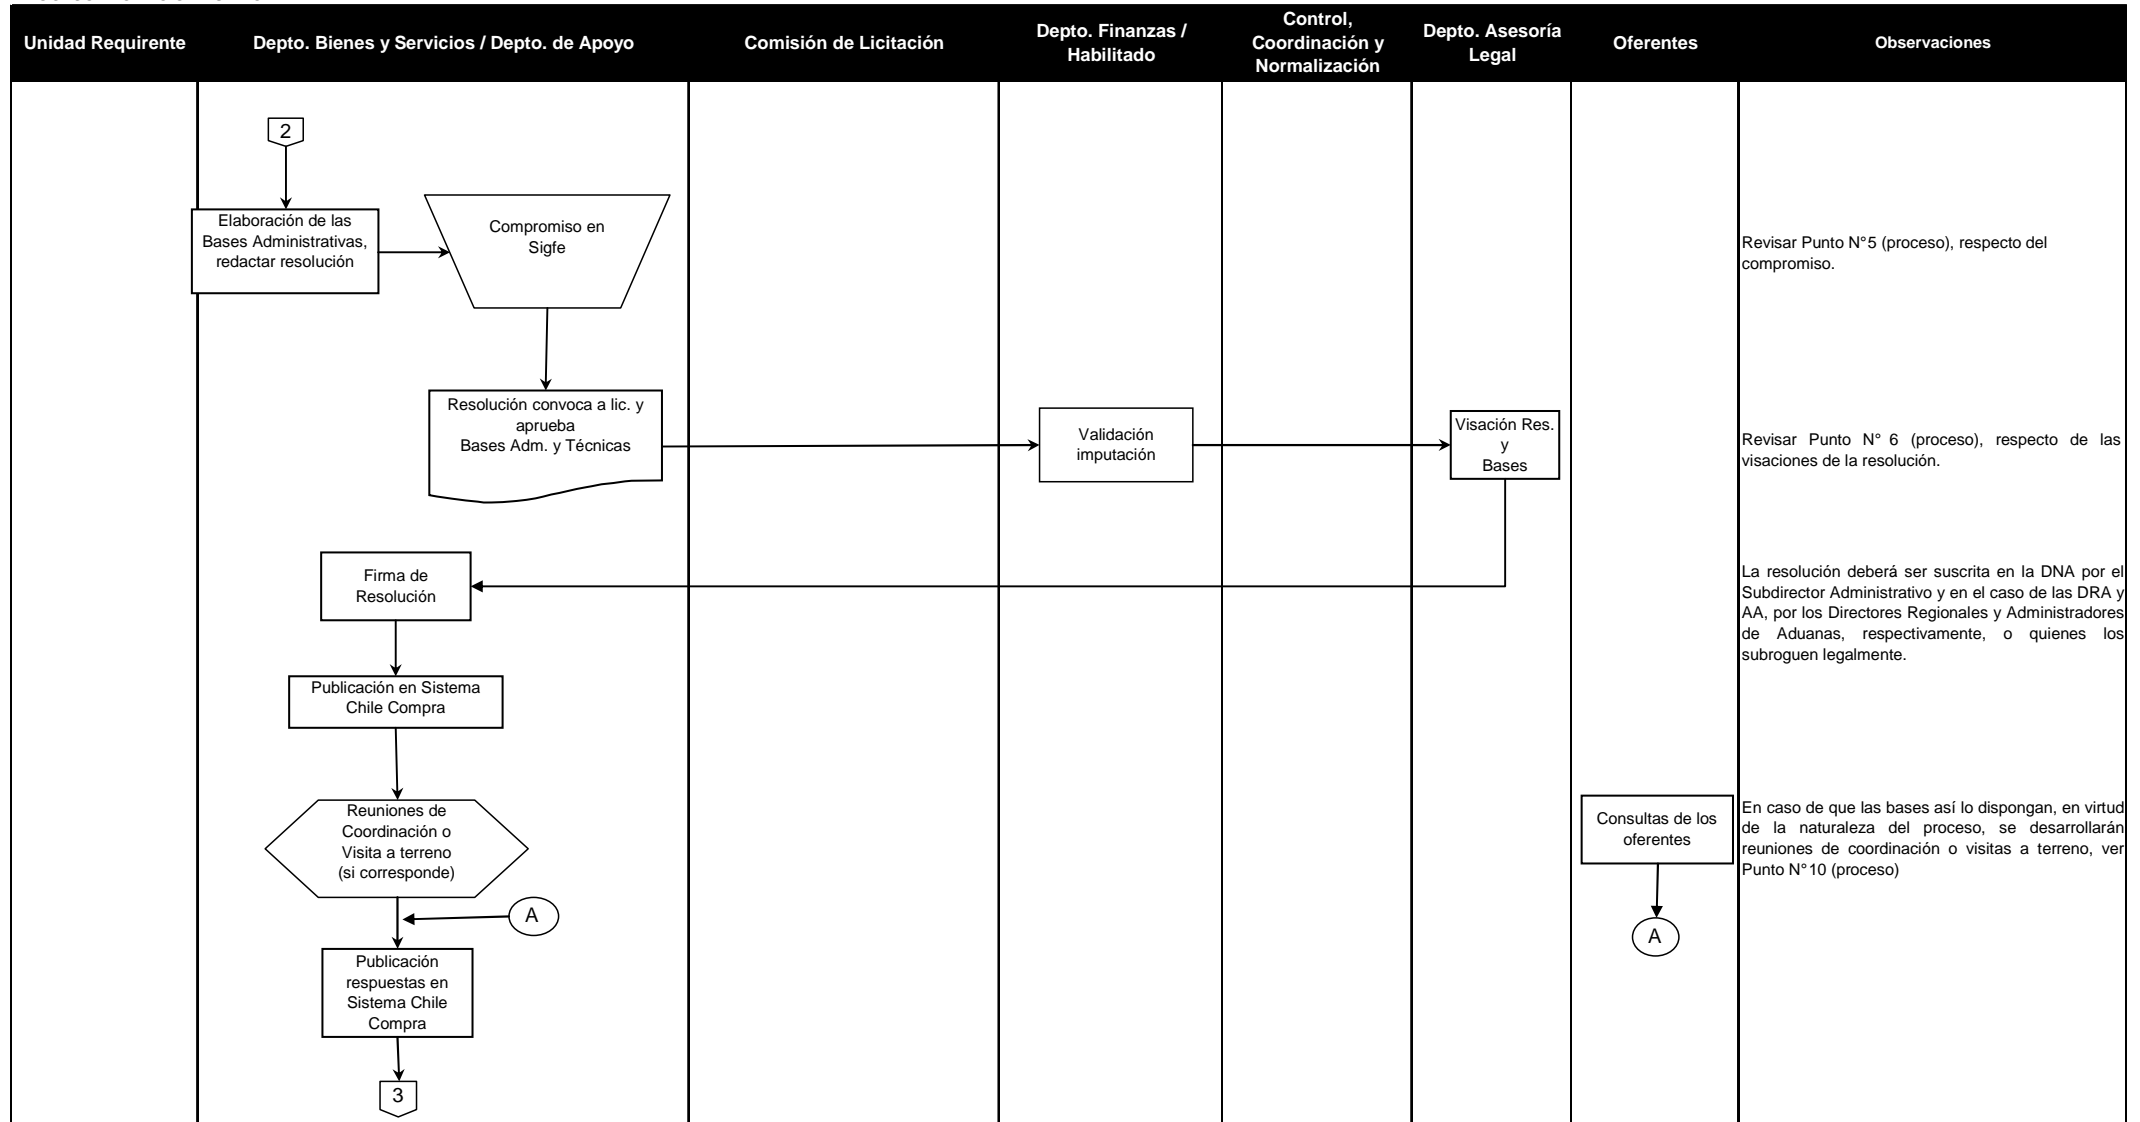 Unidad Requirente
Depto. Bienes y Servicios / Depto. de Apoyo
Comisión de Licitación
Depto. Finanzas /
Habilitado
Control,
Coordinación y
Normalización
Depto. Asesoría
Legal
Oferentes
Observaciones
2
Elaboración de las
Bases Administrativas,
redactar resolución
Compromiso en
Sigfe
Revisar Punto N°5 (proceso), respecto del
compromiso.
Resolución convoca a lic. y
aprueba
Bases Adm. y Técnicas
Validación
imputación
Visación Res.
y
Bases
Revisar Punto N° 6 (proceso), respecto de las
visaciones de la resolución.
Firma de
Resolución
La resolución deberá ser suscrita en la DNA por el
Subdirector Administrativo y en el caso de las DRA y
AA, por los Directores Regionales y Administradores
de Aduanas, respectivamente, o quienes los
subroguen legalmente.
Publicación en Sistema
Chile Compra
Reuniones de
Coordinación o
Visita a terreno
(si corresponde)
Consultas de los
oferentes
En caso de que las bases así lo dispongan, en virtud
de la naturaleza del proceso, se desarrollarán
reuniones de coordinación o visitas a terreno, ver
Punto N°10 (proceso)
A
A
Publicación
respuestas en
Sistema Chile
Compra
3